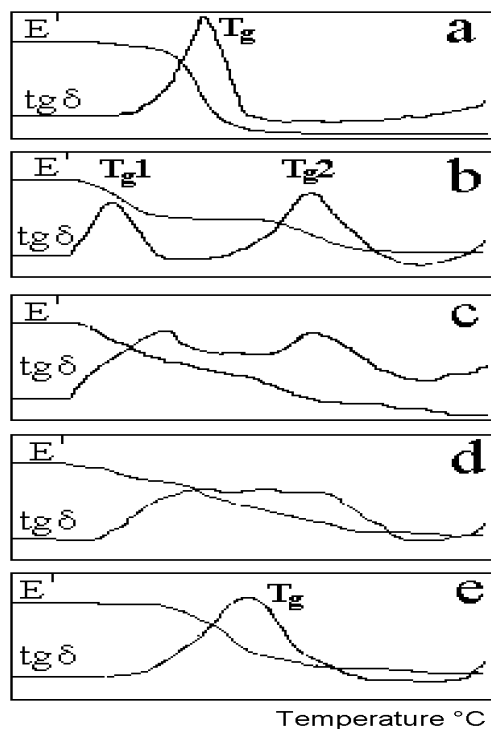 E' Tg a
tg δ
E' Tg1 Tg2 b
tg δ
E' c
tg δ
E' d
tg δ
E' Tg e
tg δ
Temperature °C